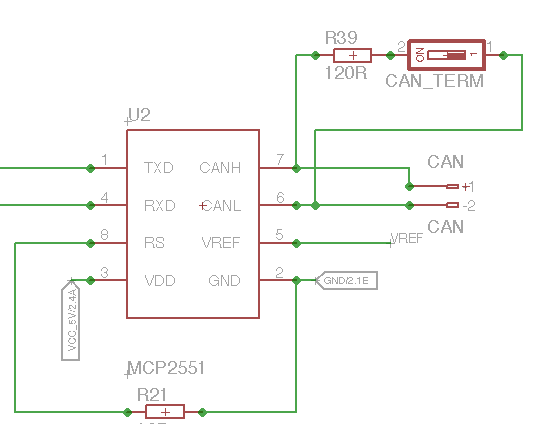 R39
2
ON
1
1
120R
CAN_TERM
U2
1
TXD
CANH
7
CAN
+1
4
RXD
CANL
6
-2
CAN
8
RS
VREF
5
VREF
3
VDD
GND
2
GND/2.1E
VCC_5V/2.4A
MCP2551
R21